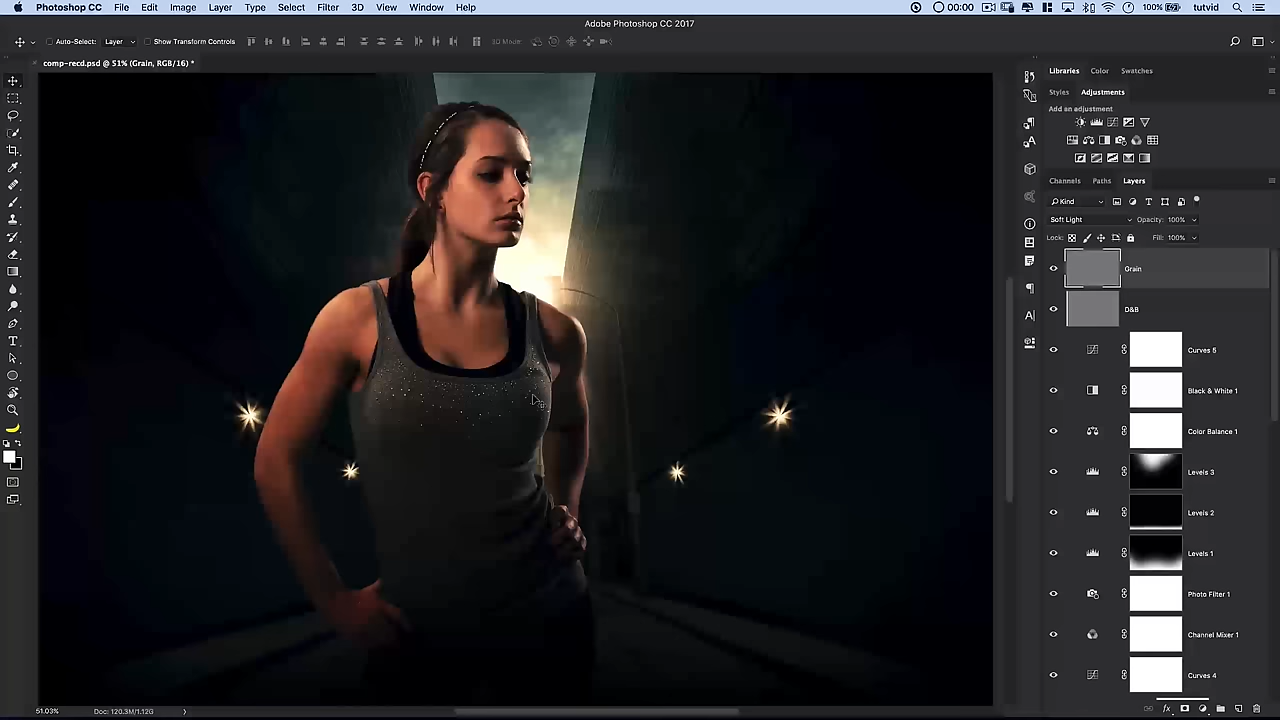 Photoshop CC File Edit Image Layer Type Select Filter 3D View Window Help 00:00 100% tutvid
Adobe Photoshop CC 2017
Auto-Select: Layer Show Transform Controls 3D Mode:
comp-recd.psd @ 51% (Grain, RGB/16) *
Libraries Color Swatches
Styles Adjustments
Add an adjustment
Channels Paths Layers
Kind
Soft Light Opacity: 100%
Lock: Fill: 100%
Grain
D&B
Curves 5
Black & White 1
Color Balance 1
Levels 3
Levels 2
Levels 1
Photo Filter 1
Channel Mixer 1
Curves 4
51.03% Doc: 120.3M/1.12G